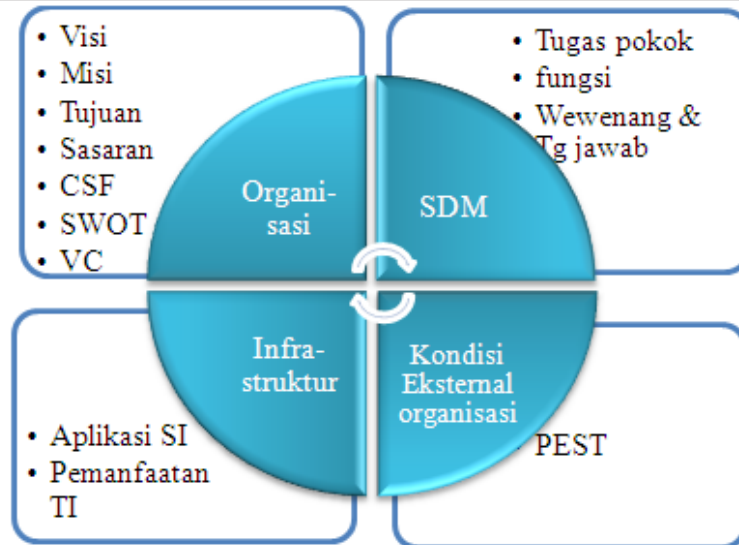 • Visi
• Misi
• Tujuan
• Sasaran
• CSF
• SWOT
• VC
Organi-
sasi
• Tugas pokok
• fungsi
• Wewenang &
Tg jawab
SDM
Infra-
struktur
• Aplikasi SI
• Pemanfaatan
TI
Kondisi
Eksternal
organisasi
• PEST